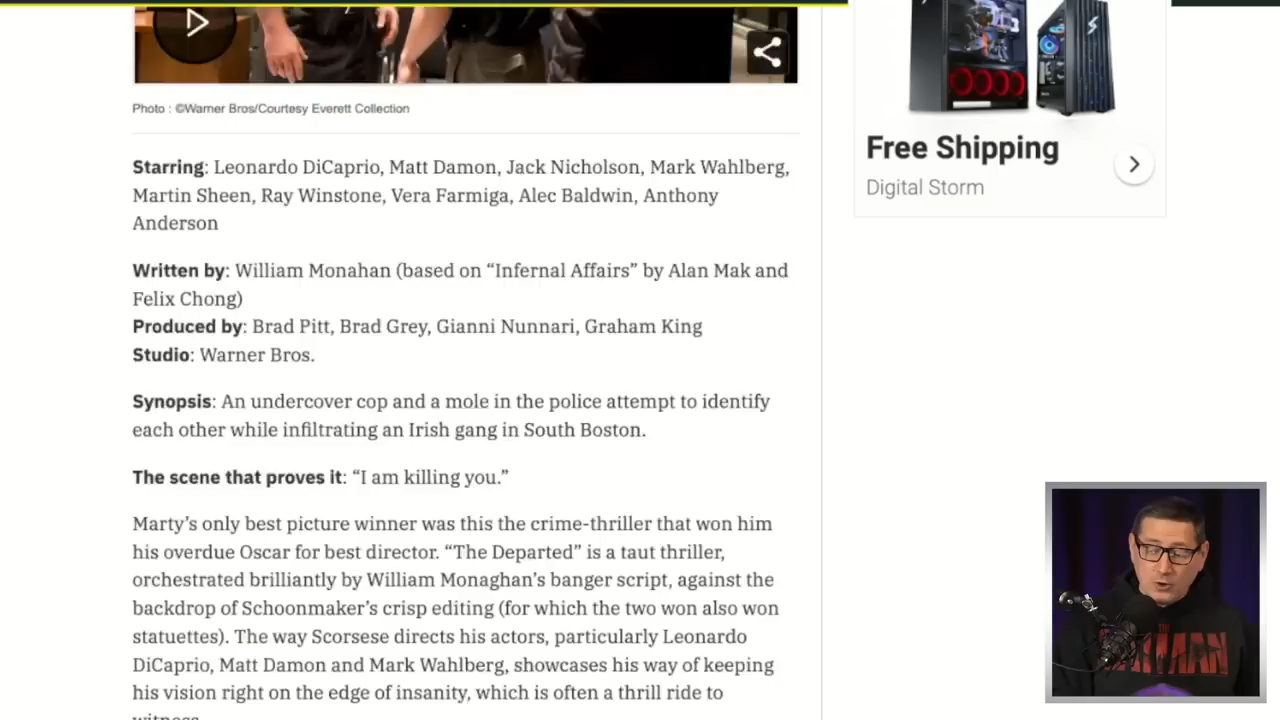 Photo : ©Warner Bros/Courtesy Everett Collection
Starring: Leonardo DiCaprio, Matt Damon, Jack Nicholson, Mark Wahlberg,
Martin Sheen, Ray Winstone, Vera Farmiga, Alec Baldwin, Anthony
Anderson
Written by: William Monahan (based on “Infernal Affairs” by Alan Mak and
Felix Chong)
Produced by: Brad Pitt, Brad Grey, Gianni Nunnari, Graham King
Studio: Warner Bros.
Synopsis: An undercover cop and a mole in the police attempt to identify
each other while infiltrating an Irish gang in South Boston.
The scene that proves it: “I am killing you.”
Marty’s only best picture winner was this the crime-thriller that won him
his overdue Oscar for best director. “The Departed” is a taut thriller,
orchestrated brilliantly by William Monaghan’s banger script, against the
backdrop of Schoonmaker’s crisp editing (for which the two won also won
statuettes). The way Scorsese directs his actors, particularly Leonardo
DiCaprio, Matt Damon and Mark Wahlberg, showcases his way of keeping
his vision right on the edge of insanity, which is often a thrill ride to
witness.
Free Shipping
Digital Storm